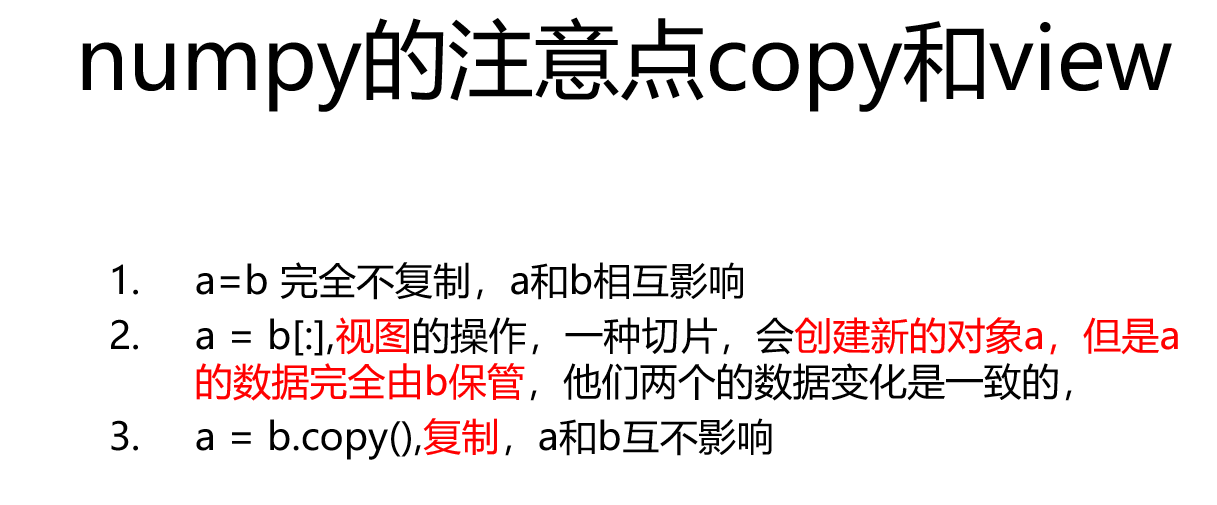 numpy的注意点copy和view
1. a=b 完全不复制，a和b相互影响
2. a = b[:],视图的操作，一种切片，会创建新的对象a，但是a
的数据完全由b保管，他们两个的数据变化是一致的，
3. a = b.copy(),复制，a和b互不影响